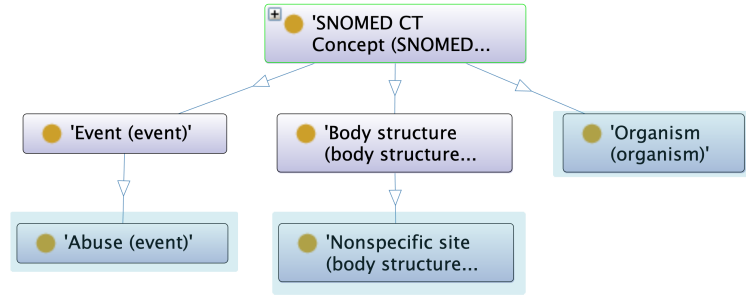 'SNOMED CT
Concept (SNOMED...
'Event (event)'
'Body structure
(body structure...
'Organism
(organism)'
'Abuse (event)'
'Nonspecific site
(body structure...